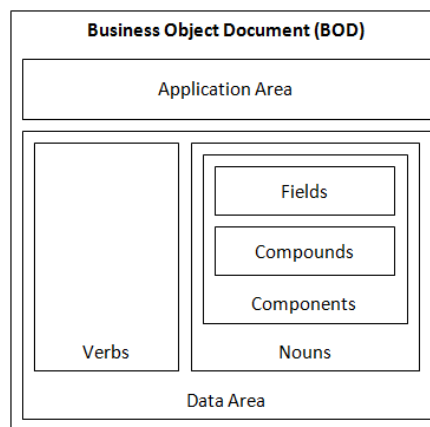 Business Object Document (BOD)
Application Area
Fields
Compounds
Components
Verbs
Nouns
Data Area